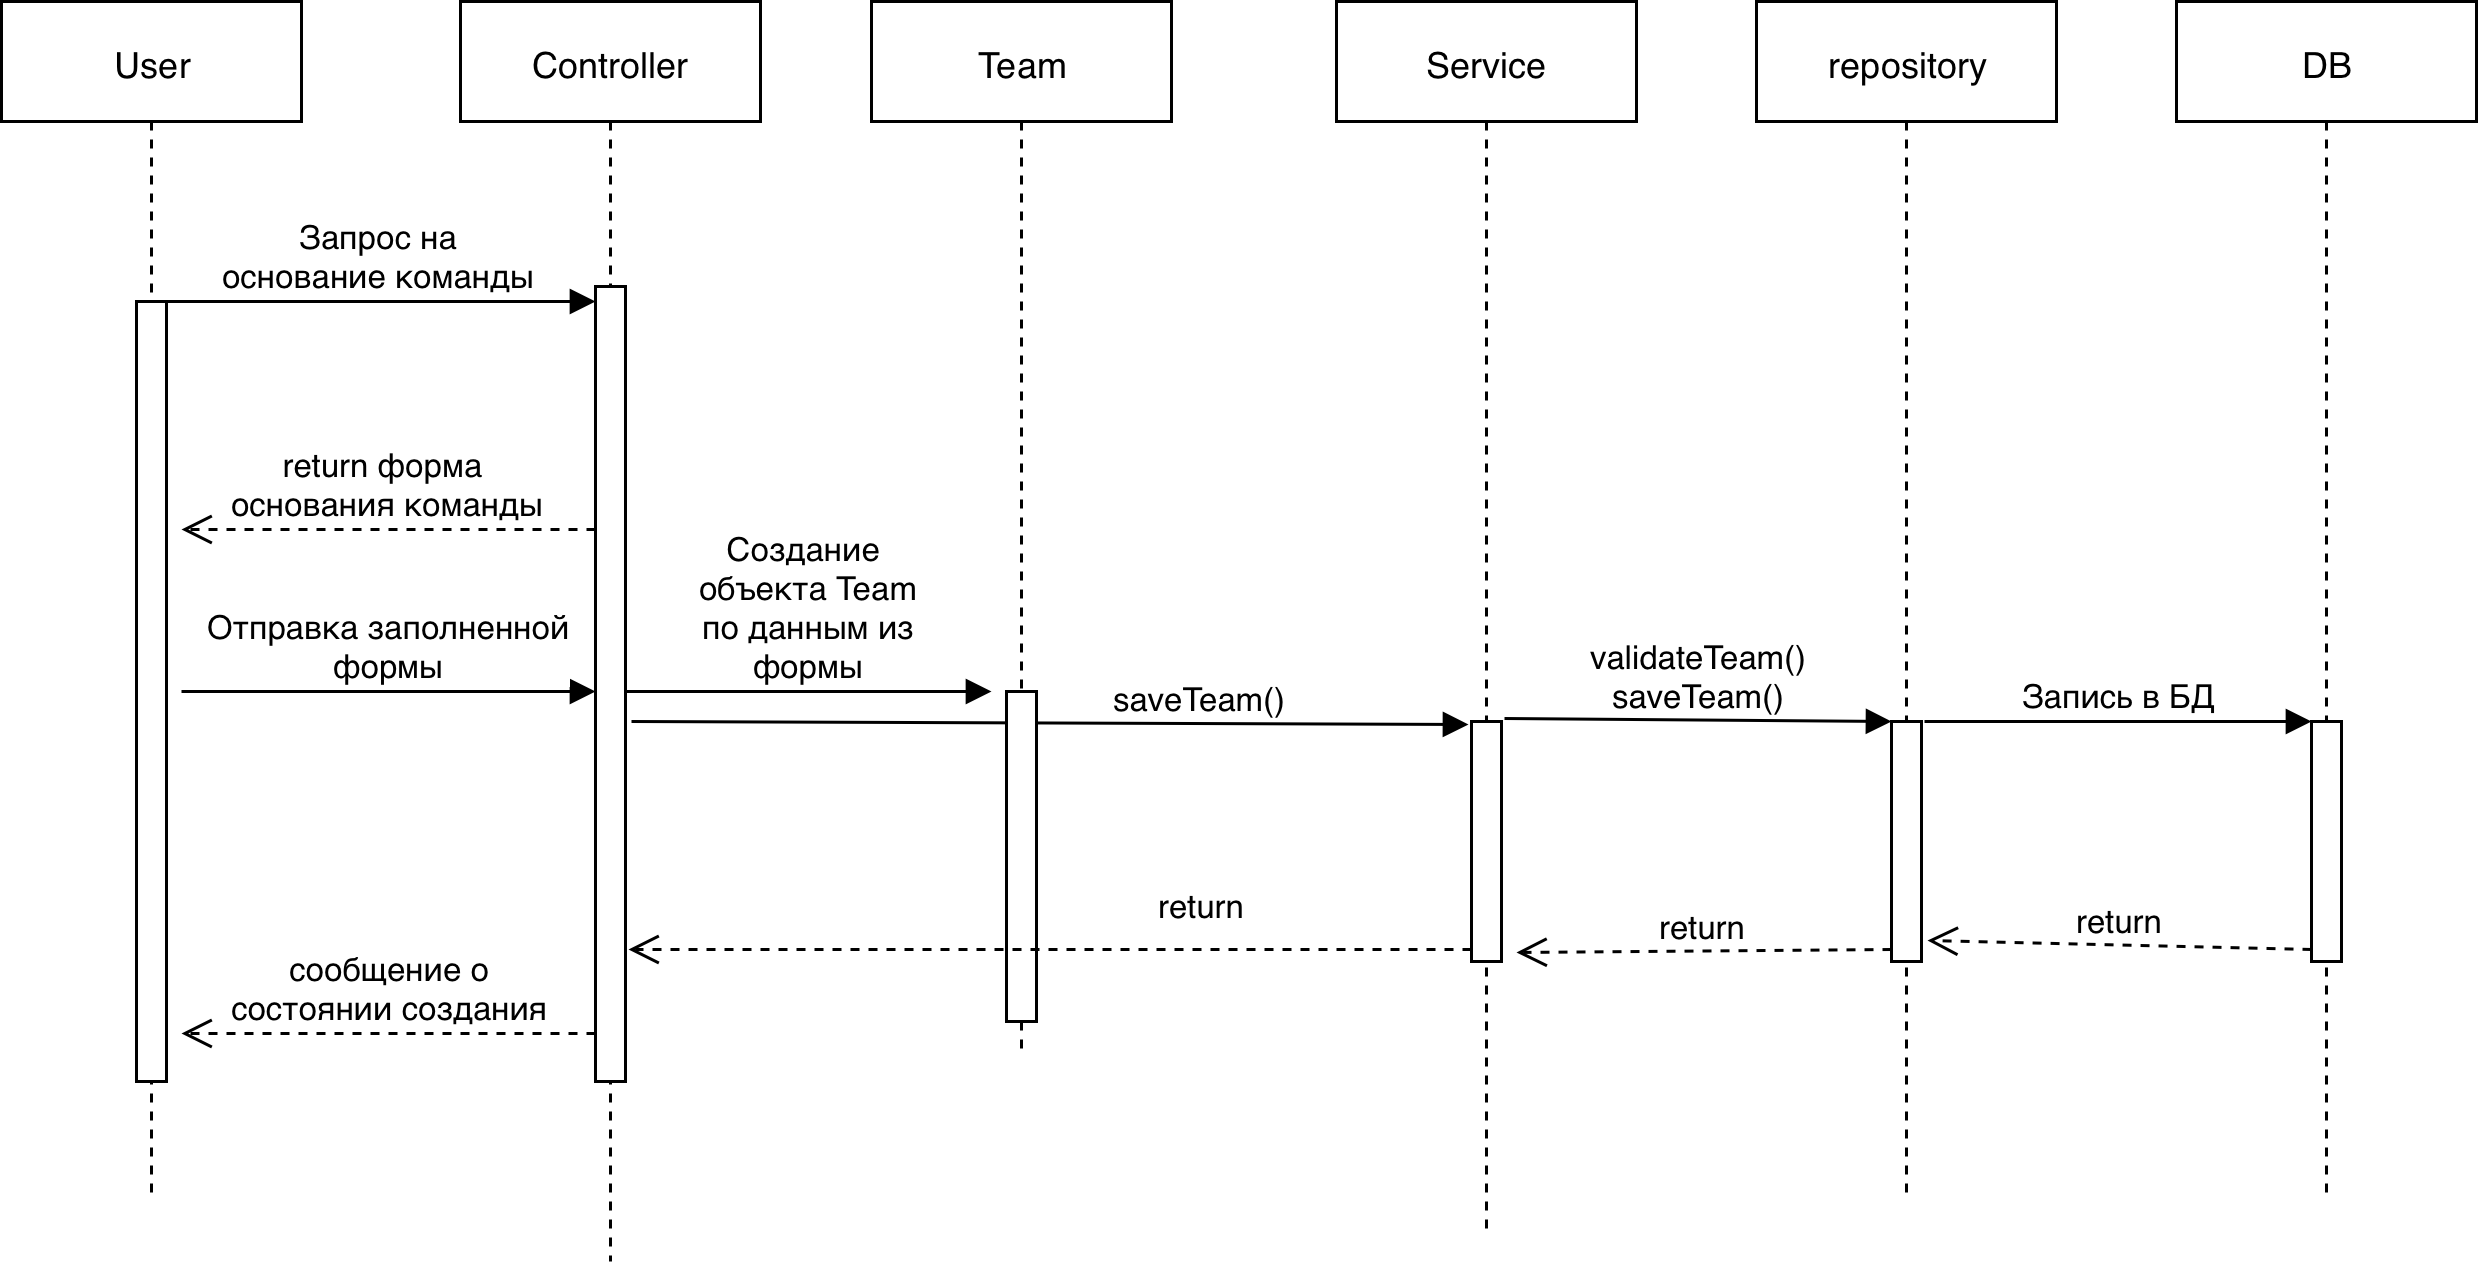 User
Controller
Team
Service
repository
DB
Запрос на
основание команды
return форма
основания команды
Создание
объекта Team
по данным из
формы
Отправка заполненной
формы
saveTeam()
validateTeam()
saveTeam()
Запись в БД
return
return
return
сообщение о
состоянии создания